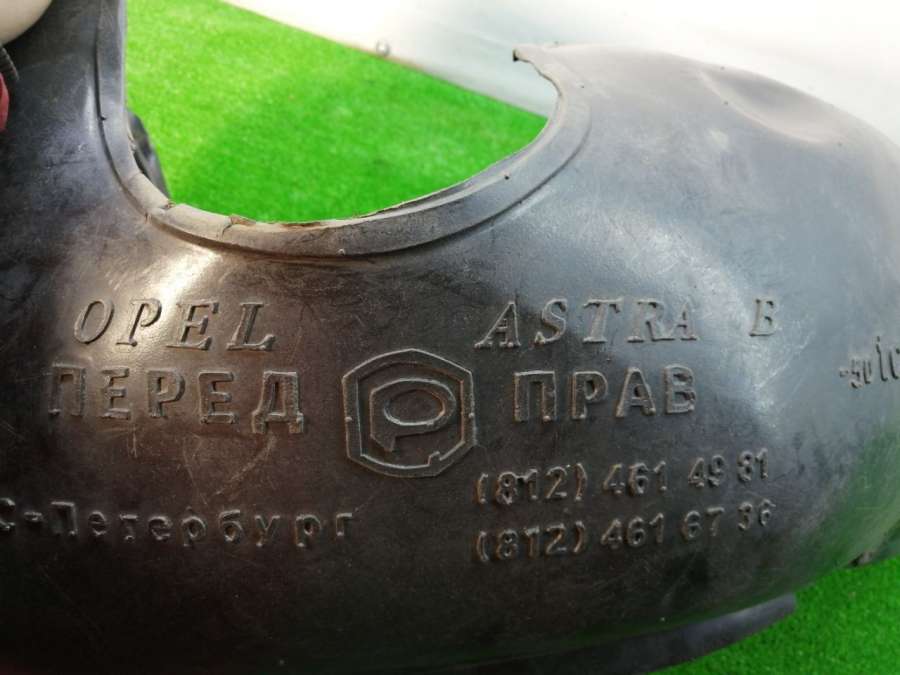 OPEL ASTRA B
ПЕРЕД ПРАВ
С-Петербург
(812) 461 49 81
(812) 461 67 36